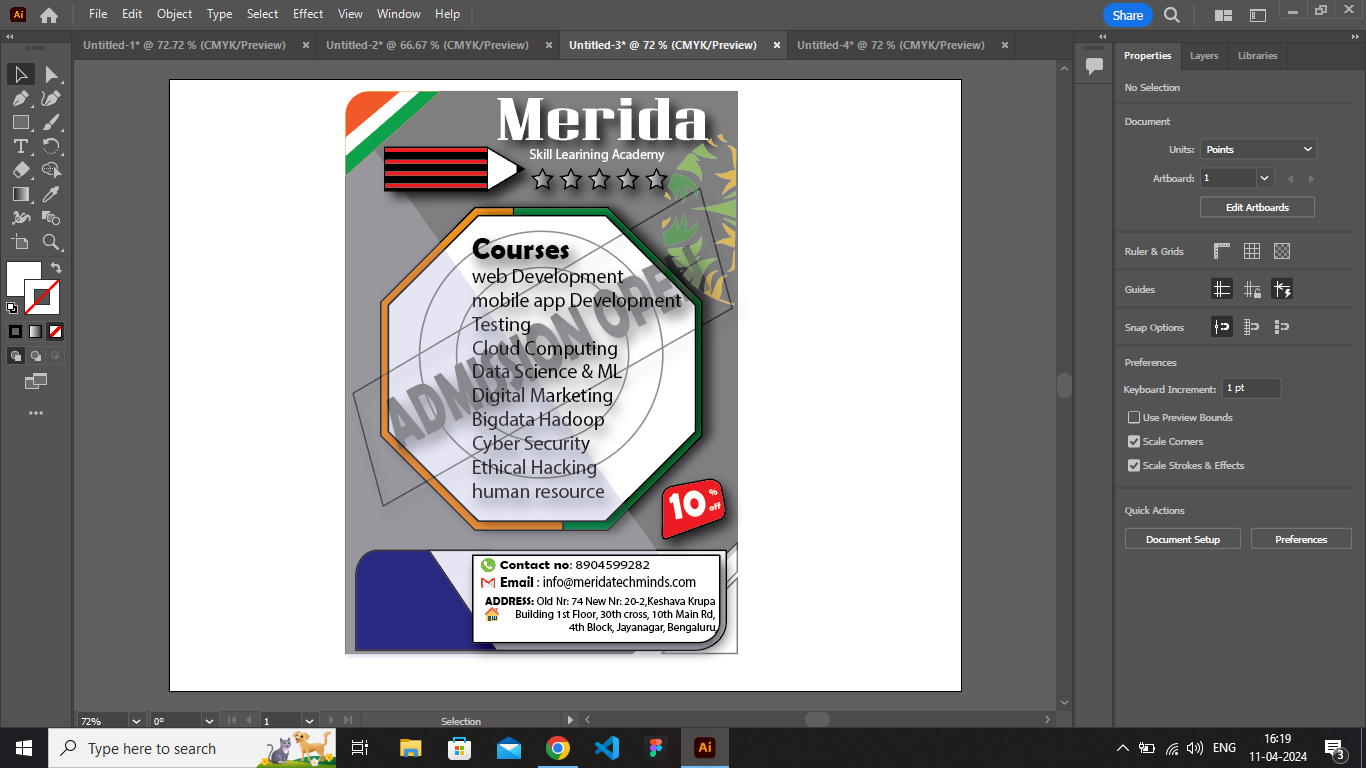 Ai File Edit Object Type Select Effect View Window Help Share
Untitled-1* @ 72.72 % (CMYK/Preview) × Untitled-2* @ 66.67 % (CMYK/Preview) × Untitled-3* @ 72 % (CMYK/Preview) × Untitled-4* @ 72 % (CMYK/Preview) ×
Properties Layers Libraries
No Selection
Document
Units: Points
Artboard: 1
Edit Artboards
Ruler & Grids
Guides
Snap Options
Preferences
Keyboard Increment: 1 pt
Use Preview Bounds
Scale Corners
Scale Strokes & Effects
Quick Actions
Document Setup Preferences
Merida
Skill Learining Academy
Courses
web Development
mobile app Development
Testing
Cloud Computing
Data Science & ML
Digital Marketing
Bigdata Hadoop
Cyber Security
Ethical Hacking
human resource
ADMISSION OPEN
10 % off
Contact no: 8904599282
Email : info@meridatechminds.com
ADDRESS: Old Nr: 74 New Nr: 20-2,Keshava Krupa
Building 1st Floor, 30th cross, 10th Main Rd,
4th Block, Jayanagar, Bengaluru,
72% 0° 1 Selection
Type here to search
Ai
ENG
16:19
11-04-2024
3